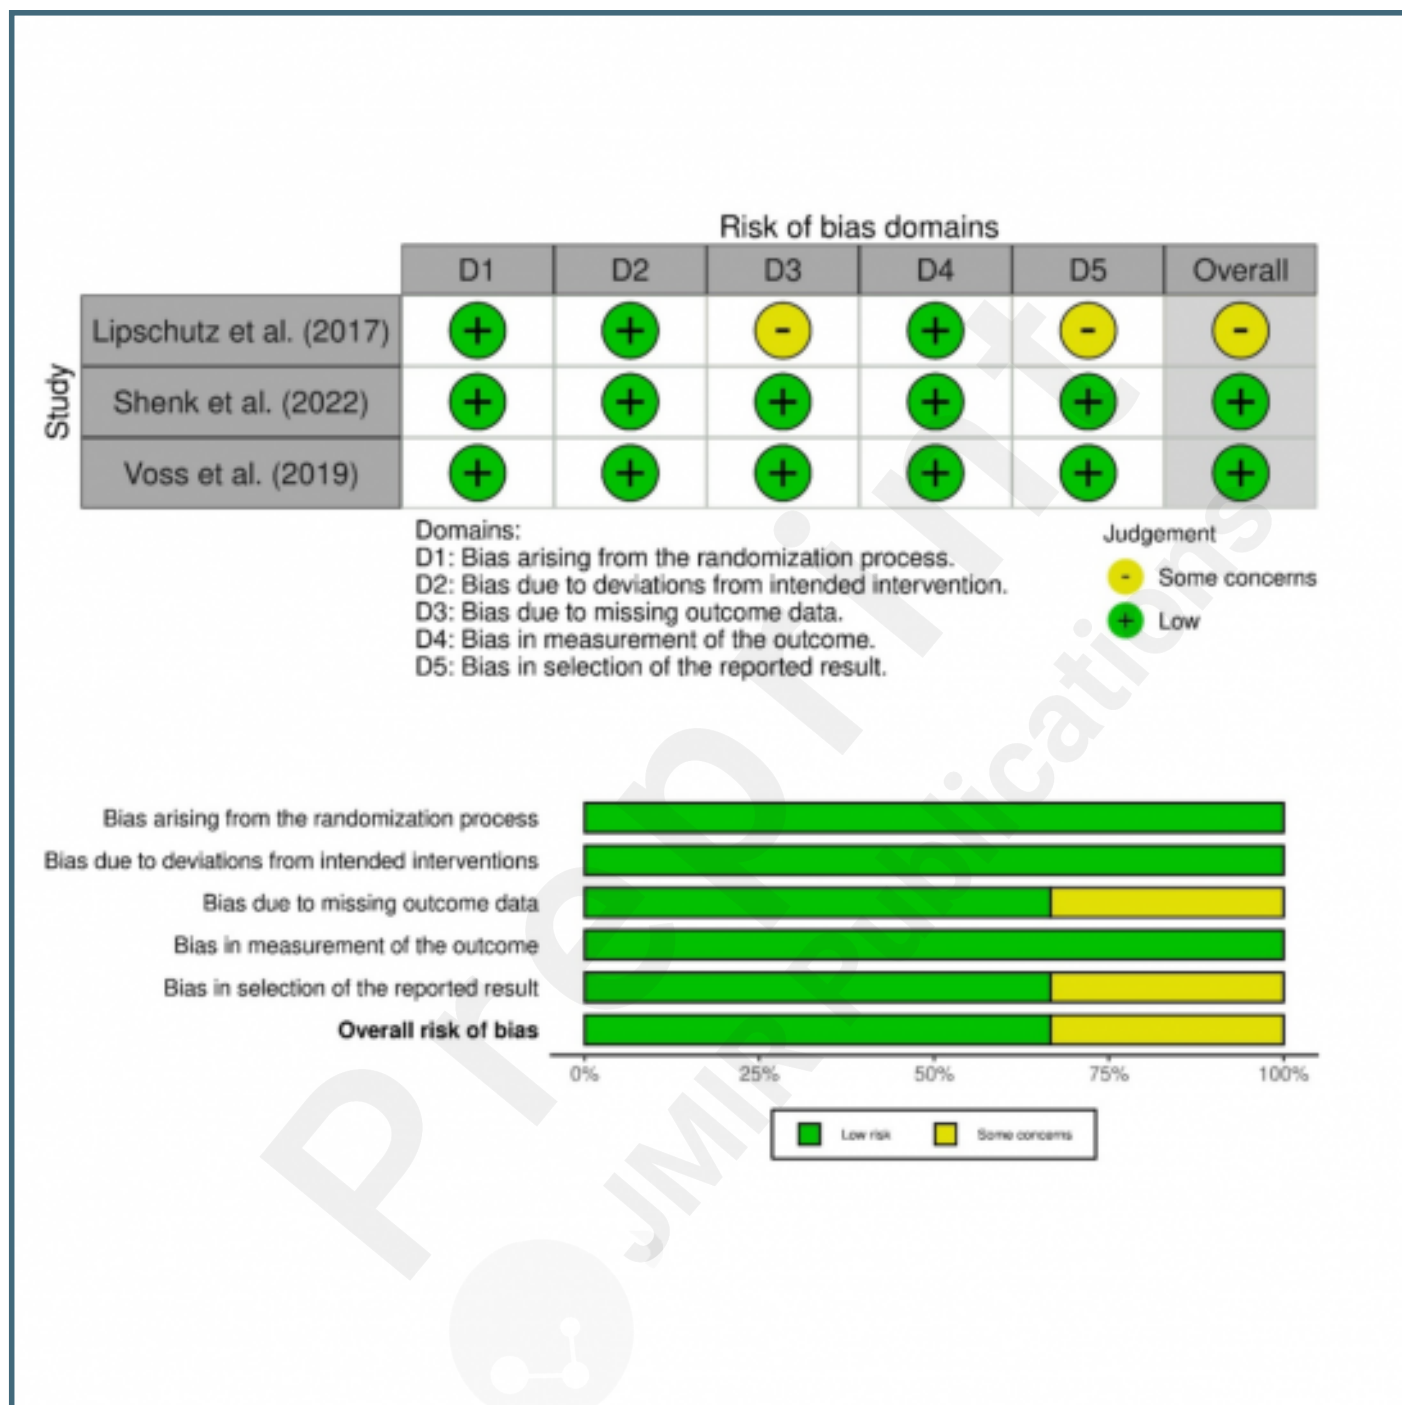 Risk of bias domains
D1 D2 D3 D4 D5 Overall
Study
Lipschutz et al. (2017) + + - + - -
Shenk et al. (2022) + + + + + +
Voss et al. (2019) + + + + + +
Domains:
D1: Bias arising from the randomization process.
D2: Bias due to deviations from intended intervention.
D3: Bias due to missing outcome data.
D4: Bias in measurement of the outcome.
D5: Bias in selection of the reported result.
Judgement
- Some concerns
+ Low
Bias arising from the randomization process
Bias due to deviations from intended interventions
Bias due to missing outcome data
Bias in measurement of the outcome
Bias in selection of the reported result
Overall risk of bias
0% 25% 50% 75% 100%
Low risk Some concerns
Preprint
JMIR Publications